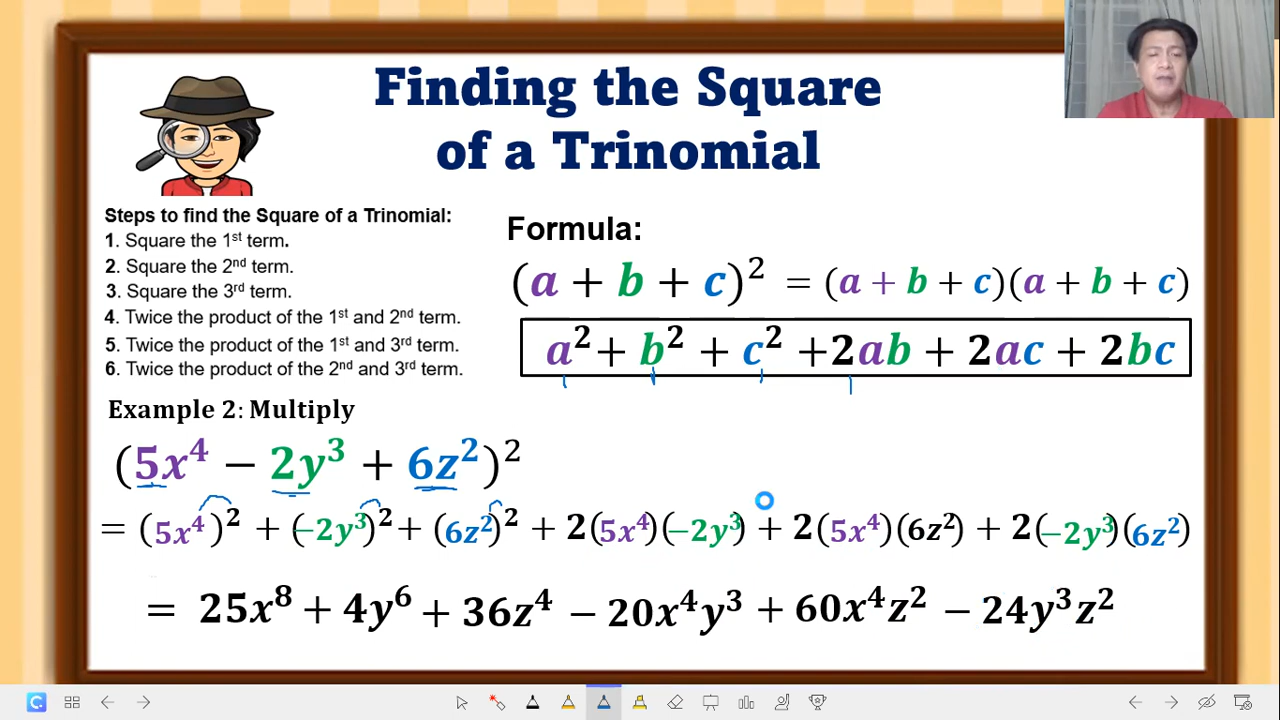 Finding the Square
of a Trinomial
Steps to find the Square of a Trinomial:
1. Square the 1st term.
2. Square the 2nd term.
3. Square the 3rd term.
4. Twice the product of the 1st and 2nd term.
5. Twice the product of the 1st and 3rd term.
6. Twice the product of the 2nd and 3rd term.
Formula:
(a + b + c)² = (a + b + c)(a + b + c)
a² + b² + c² +2ab + 2ac + 2bc
Example 2: Multiply
(5x⁴ − 2y³ + 6z²)²
= (5x⁴)² + (−2y³)² + (6z²)² + 2(5x⁴)(−2y³) + 2(5x⁴)(6z²) + 2(−2y³)(6z²)
= 25x⁸ + 4y⁶ + 36z⁴ − 20x⁴y³ + 60x⁴z² − 24y³z²